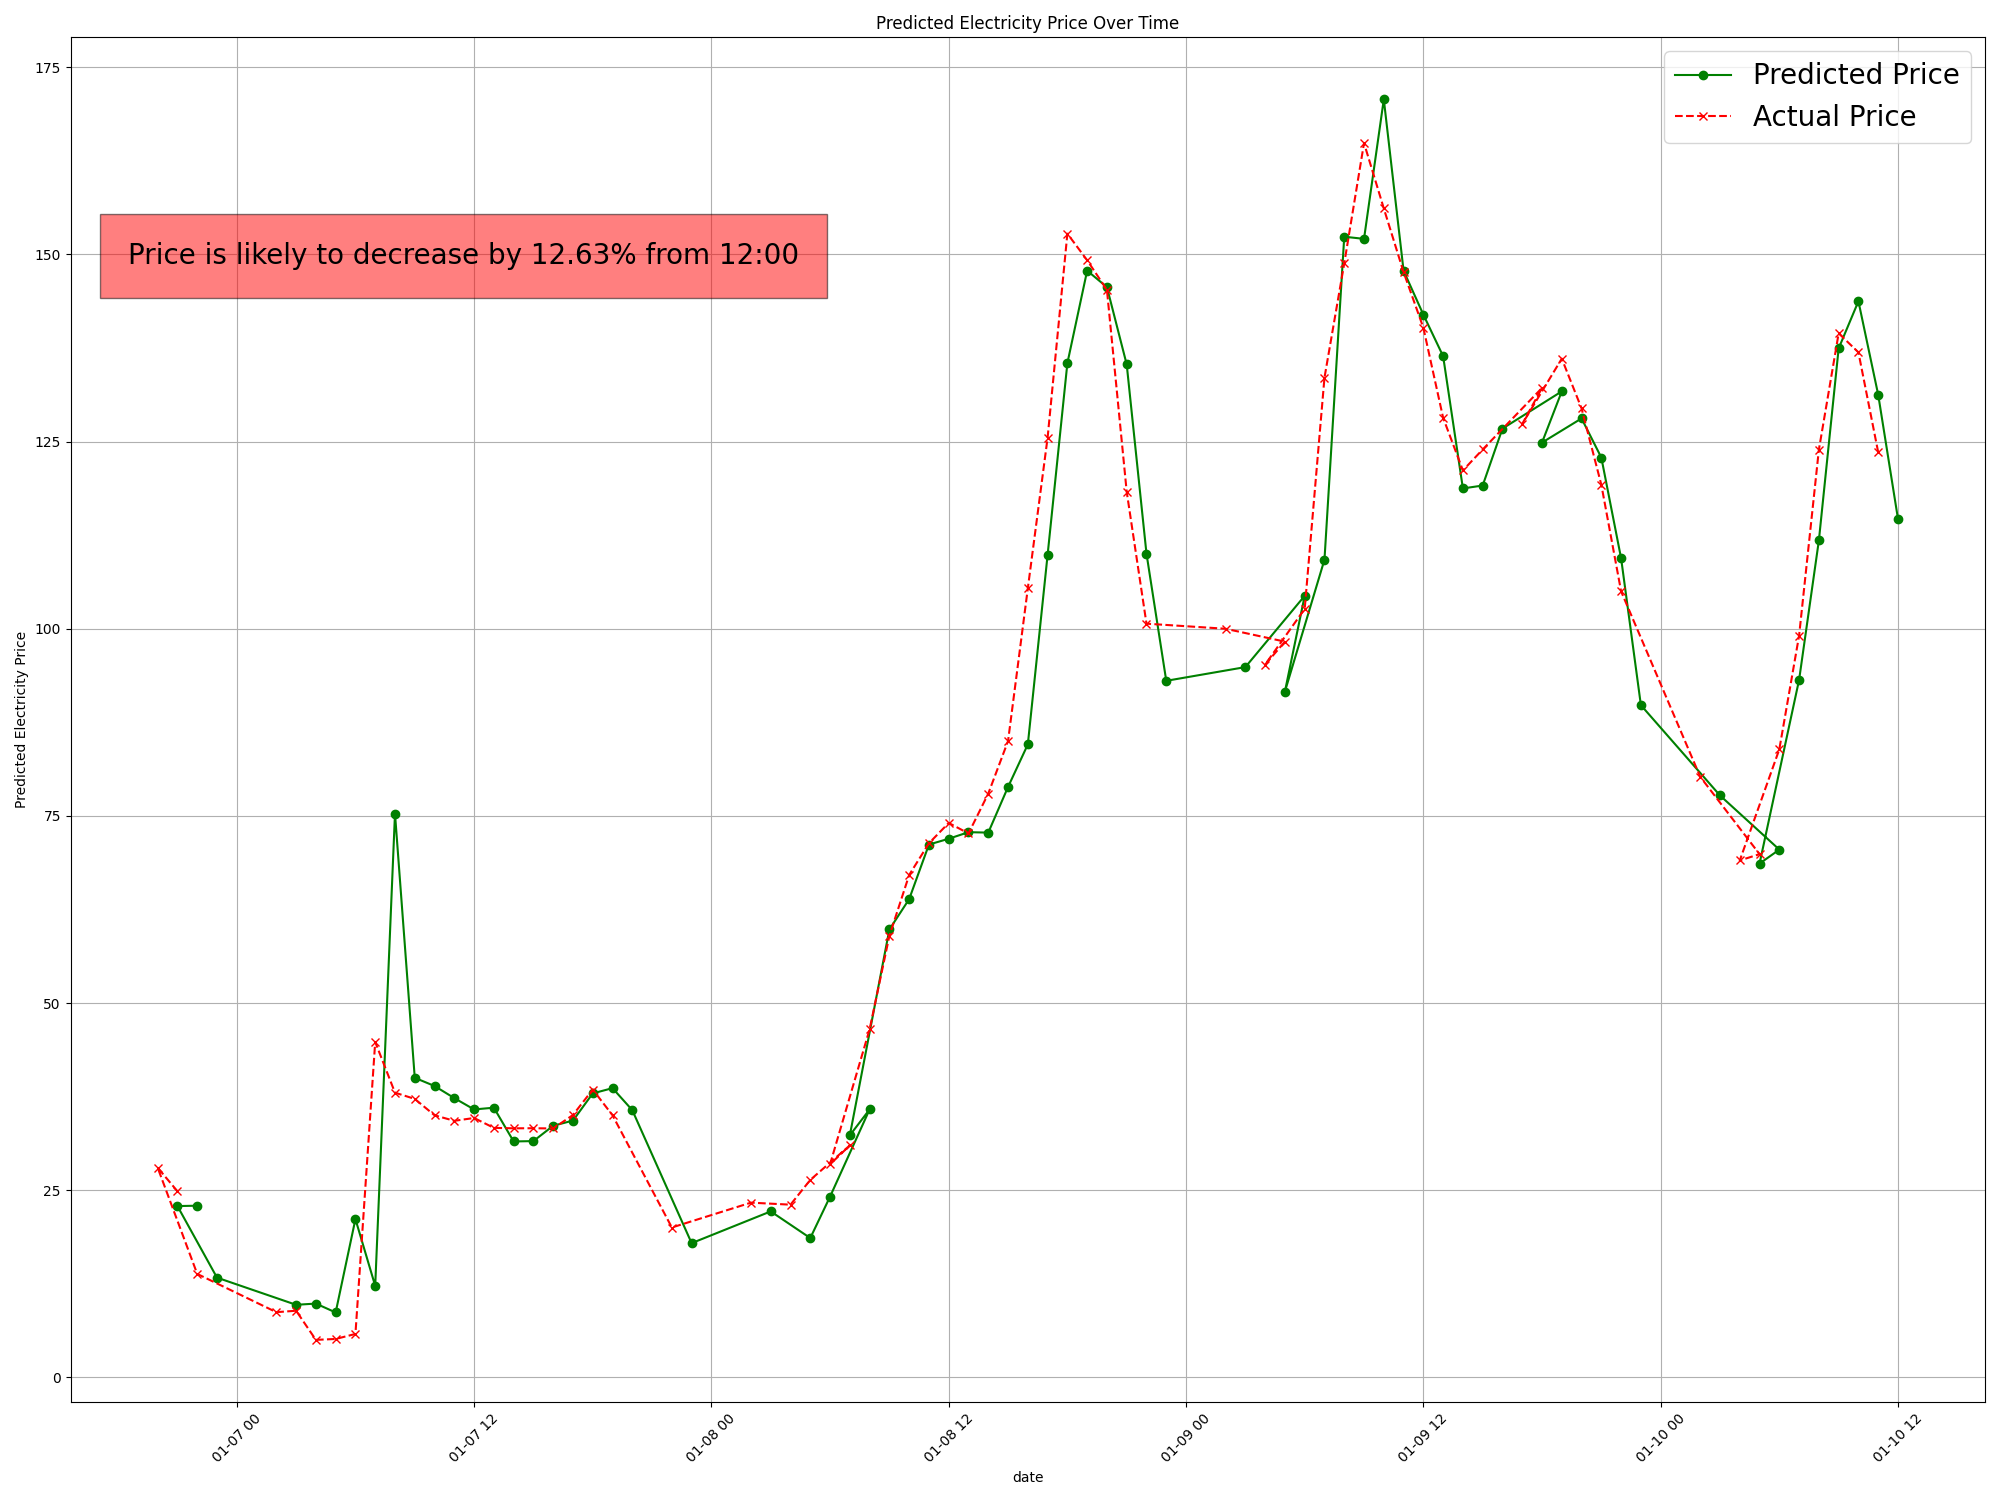 Predicted Electricity Price Over Time
Predicted Price
Actual Price
Price is likely to decrease by 12.63% from 12:00
Predicted Electricity Price
175
150
125
100
75
50
25
0
01-07 00
01-07 12
01-08 00
01-08 12
01-09 00
01-09 12
01-10 00
01-10 12
date